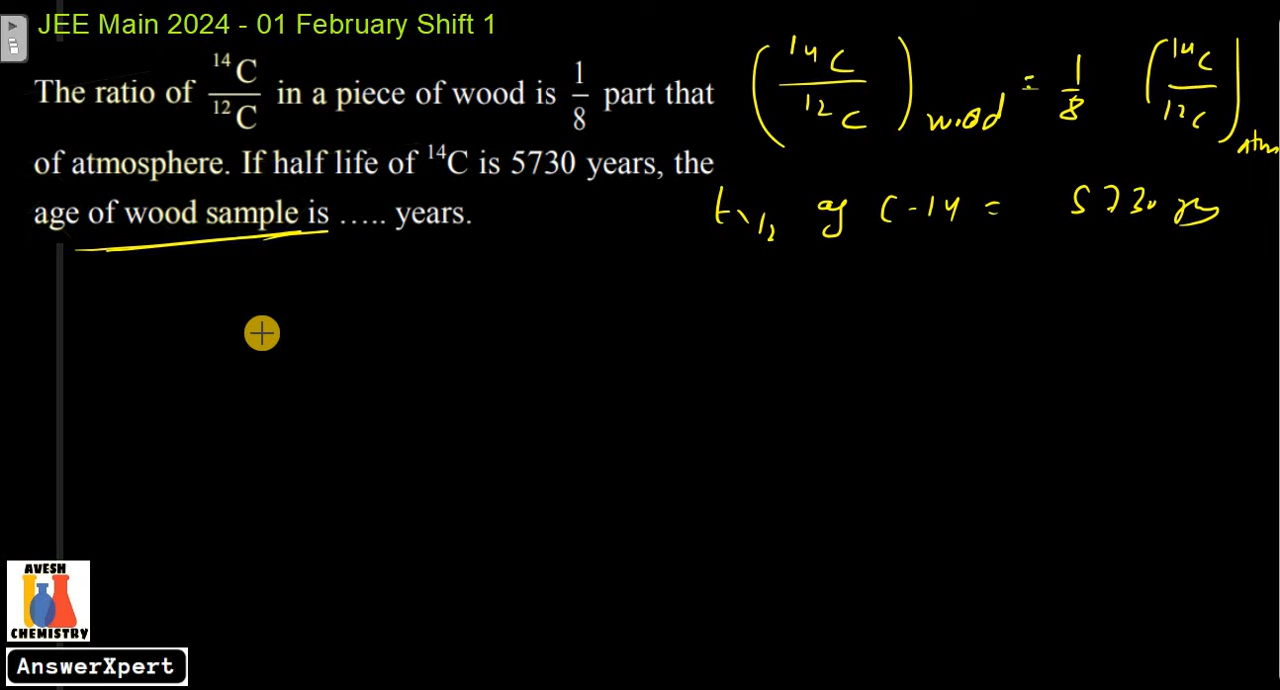 JEE Main 2024 - 01 February Shift 1
The ratio of ¹⁴C/¹²C in a piece of wood is 1/8 part that
of atmosphere. If half life of ¹⁴C is 5730 years, the
age of wood sample is ..... years.
(¹⁴C/¹²C) wood = 1/8 (¹⁴C/¹²C) atm
t 1/2 of C-14 = 5730 yrs
AVESH
CHEMISTRY
AnswerXpert